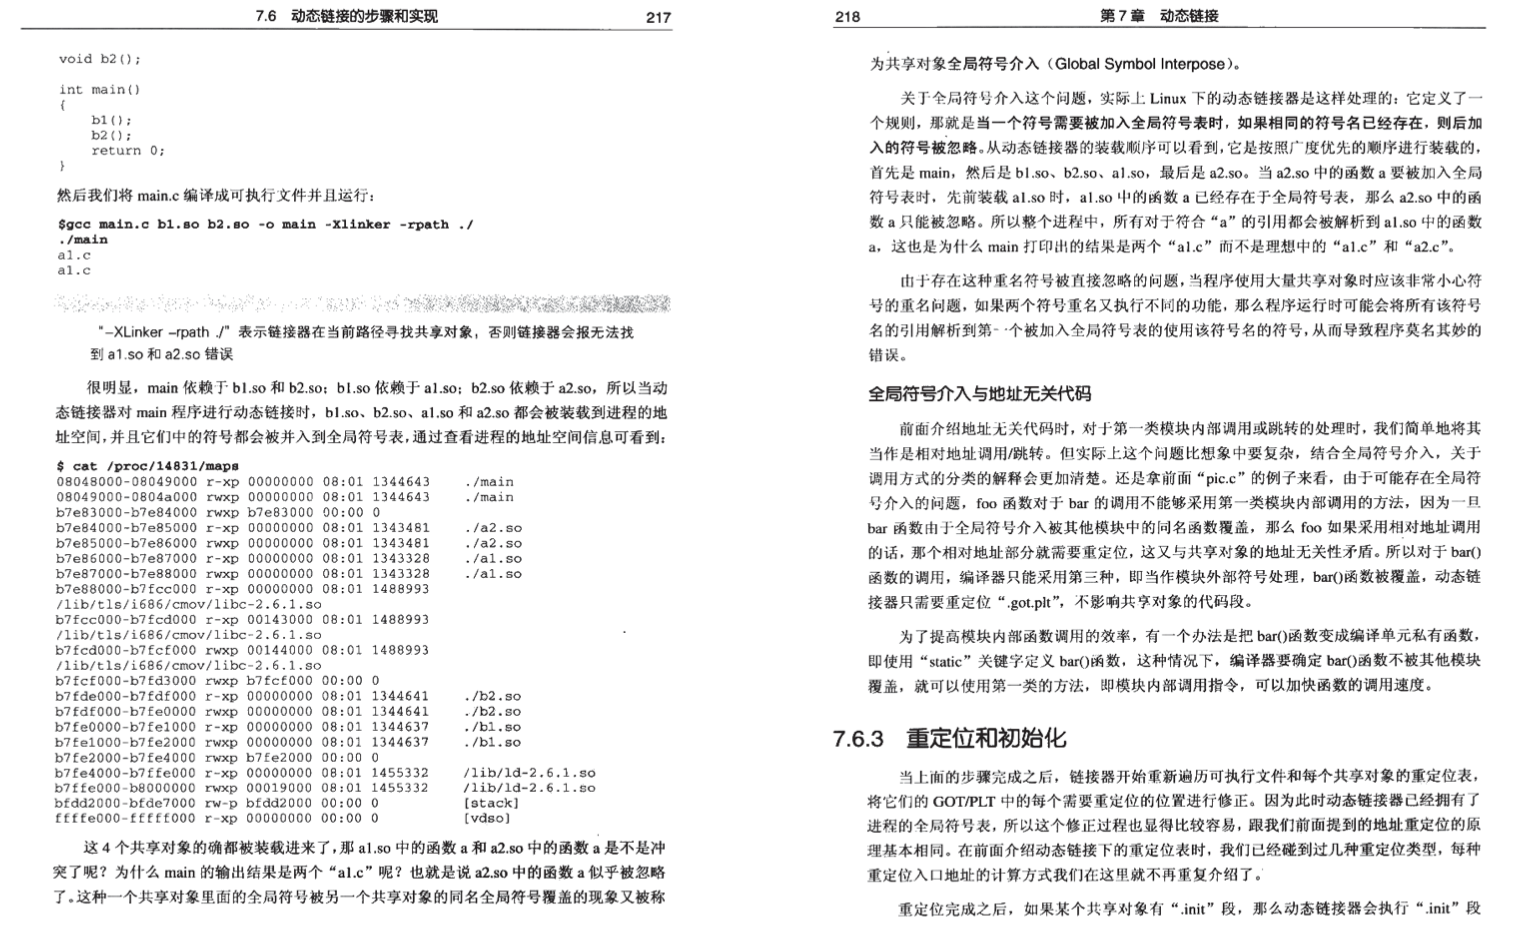 7.6 动态链接的步骤和实现
217
void b2();
int main()
{
b1();
b2();
return 0;
}
然后我们将 main.c 编译成可执行文件并且运行：
$gcc main.c b1.so b2.so -o main -Xlinker -rpath ./
./main
a1.c
a1.c
"–XLinker –rpath ./" 表示链接器在当前路径寻找共享对象，否则链接器会报无法找
到 a1.so 和 a2.so 错误
很明显，main 依赖于 b1.so 和 b2.so；b1.so 依赖于 a1.so；b2.so 依赖于 a2.so，所以当动
态链接器对 main 程序进行动态链接时，b1.so、b2.so、a1.so 和 a2.so 都会被装载到进程的地
址空间，并且它们中的符号都会被并入到全局符号表，通过查看进程的地址空间信息可看到：
$ cat /proc/14831/maps
08048000-08049000 r-xp 00000000 08:01 1344643 ./main
08049000-0804a000 rwxp 00000000 08:01 1344643 ./main
b7e83000-b7e84000 rwxp b7e83000 00:00 0
b7e84000-b7e85000 r-xp 00000000 08:01 1343481 ./a2.so
b7e85000-b7e86000 rwxp 00000000 08:01 1343481 ./a2.so
b7e86000-b7e87000 r-xp 00000000 08:01 1343328 ./a1.so
b7e87000-b7e88000 rwxp 00000000 08:01 1343328 ./a1.so
b7e88000-b7fcc000 r-xp 00000000 08:01 1488993
/lib/tls/i686/cmov/libc-2.6.1.so
b7fcc000-b7fcd000 r-xp 00143000 08:01 1488993
/lib/tls/i686/cmov/libc-2.6.1.so
b7fcd000-b7fcf000 rwxp 00144000 08:01 1488993
/lib/tls/i686/cmov/libc-2.6.1.so
b7fcf000-b7fd3000 rwxp b7fcf000 00:00 0
b7fde000-b7fdf000 r-xp 00000000 08:01 1344641 ./b2.so
b7fdf000-b7fe0000 rwxp 00000000 08:01 1344641 ./b2.so
b7fe0000-b7fe1000 r-xp 00000000 08:01 1344637 ./b1.so
b7fe1000-b7fe2000 rwxp 00000000 08:01 1344637 ./b1.so
b7fe2000-b7fe4000 rwxp b7fe2000 00:00 0
b7fe4000-b7ffe000 r-xp 00000000 08:01 1455332 /lib/ld-2.6.1.so
b7ffe000-b8000000 rwxp 00019000 08:01 1455332 /lib/ld-2.6.1.so
bfdd2000-bfde7000 rw-p bfdd2000 00:00 0 [stack]
ffffe000-fffff000 r-xp 00000000 00:00 0 [vdso]
这 4 个共享对象的确都被装载进来了，那 a1.so 中的函数 a 和 a2.so 中的函数 a 是不是冲
突了呢？为什么 main 的输出结果是两个“a1.c”呢？也就是说 a2.so 中的函数 a 似乎被忽略
了。这种一个共享对象里面的全局符号被另一个共享对象的同名全局符号覆盖的现象又被称
218
第 7 章 动态链接
为共享对象全局符号介入（Global Symbol Interpose）。
关于全局符号介入这个问题，实际上 Linux 下的动态链接器是这样处理的：它定义了一
个规则，那就是当一个符号需要被加入全局符号表时，如果相同的符号名已经存在，则后加
入的符号被忽略。从动态链接器的装载顺序可以看到，它是按照广度优先的顺序进行装载的，
首先是 main，然后是 b1.so、b2.so、a1.so，最后是 a2.so。当 a2.so 中的函数 a 要被加入全局
符号表时，先前装载 a1.so 时，a1.so 中的函数 a 已经存在于全局符号表，那么 a2.so 中的函
数 a 只能被忽略。所以整个进程中，所有对于符合“a”的引用都会被解析到 a1.so 中的函数
a，这也是为什么 main 打印出的结果是两个“a1.c”而不是理想中的“a1.c”和“a2.c”。
由于存在这种重名符号被直接忽略的问题，当程序使用大量共享对象时应该非常小心符
号的重名问题，如果两个符号重名又执行不同的功能，那么程序运行时可能会将所有该符号
名的引用解析到第一个被加入全局符号表的使用该符号名的符号，从而导致程序莫名其妙的
错误。
全局符号介入与地址无关代码
前面介绍地址无关代码时，对于第一类模块内部调用或跳转的处理时，我们简单地将其
当作是相对地址调用/跳转。但实际上这个问题比想象中要复杂，结合全局符号介入，关于
调用方式的分类的解释会更加清楚。还是拿前面“pic.c”的例子来看，由于可能存在全局符
号介入的问题，foo 函数对于 bar 的调用不能够采用第一类模块内部调用的方法，因为一旦
bar 函数由于全局符号介入被其他模块中的同名函数覆盖，那么 foo 如果采用相对地址调用
的话，那个相对地址部分就需要重定位，这又与共享对象的地址无关性矛盾。所以对于 bar()
函数的调用，编译器只能采用第三种，即当作模块外部符号处理，bar()函数被覆盖，动态链
接器只需要重定位“.got.plt”，不影响共享对象的代码段。
为了提高模块内部函数调用的效率，有一个办法是把 bar()函数变成编译单元私有函数，
即使用“static”关键字定义 bar()函数，这种情况下，编译器要确定 bar()函数不被其他模块
覆盖，就可以使用第一类的方法，即模块内部调用指令，可以加快函数的调用速度。
7.6.3 重定位和初始化
当上面的步骤完成之后，链接器开始重新遍历可执行文件和每个共享对象的重定位表，
将它们的 GOT/PLT 中的每个需要重定位的位置进行修正。因为此时动态链接器已经拥有了
进程的全局符号表，所以这个修正过程也显得比较容易，跟我们前面提到的地址重定位的原
理基本相同。在前面介绍动态链接下的重定位表时，我们已经碰到过几种重定位类型，每种
重定位入口地址的计算方式我们在这里就不再重复介绍了。
重定位完成之后，如果某个共享对象有“.init”段，那么动态链接器会执行“.init”段